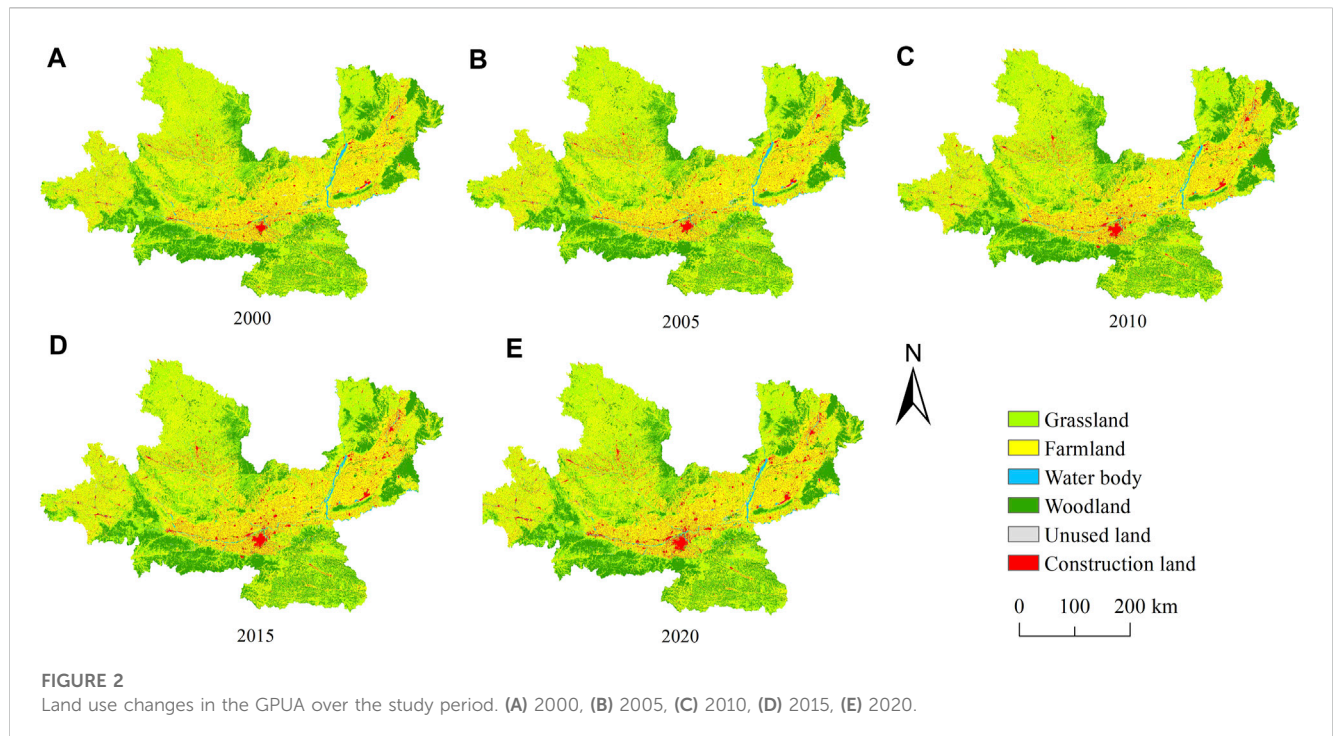 A
B
C
2000
2005
2010
D
E
N
2015
2020
Grassland
Farmland
Water body
Woodland
Unused land
Construction land
0 100 200 km
FIGURE 2
Land use changes in the GPUA over the study period. (A) 2000, (B) 2005, (C) 2010, (D) 2015, (E) 2020.